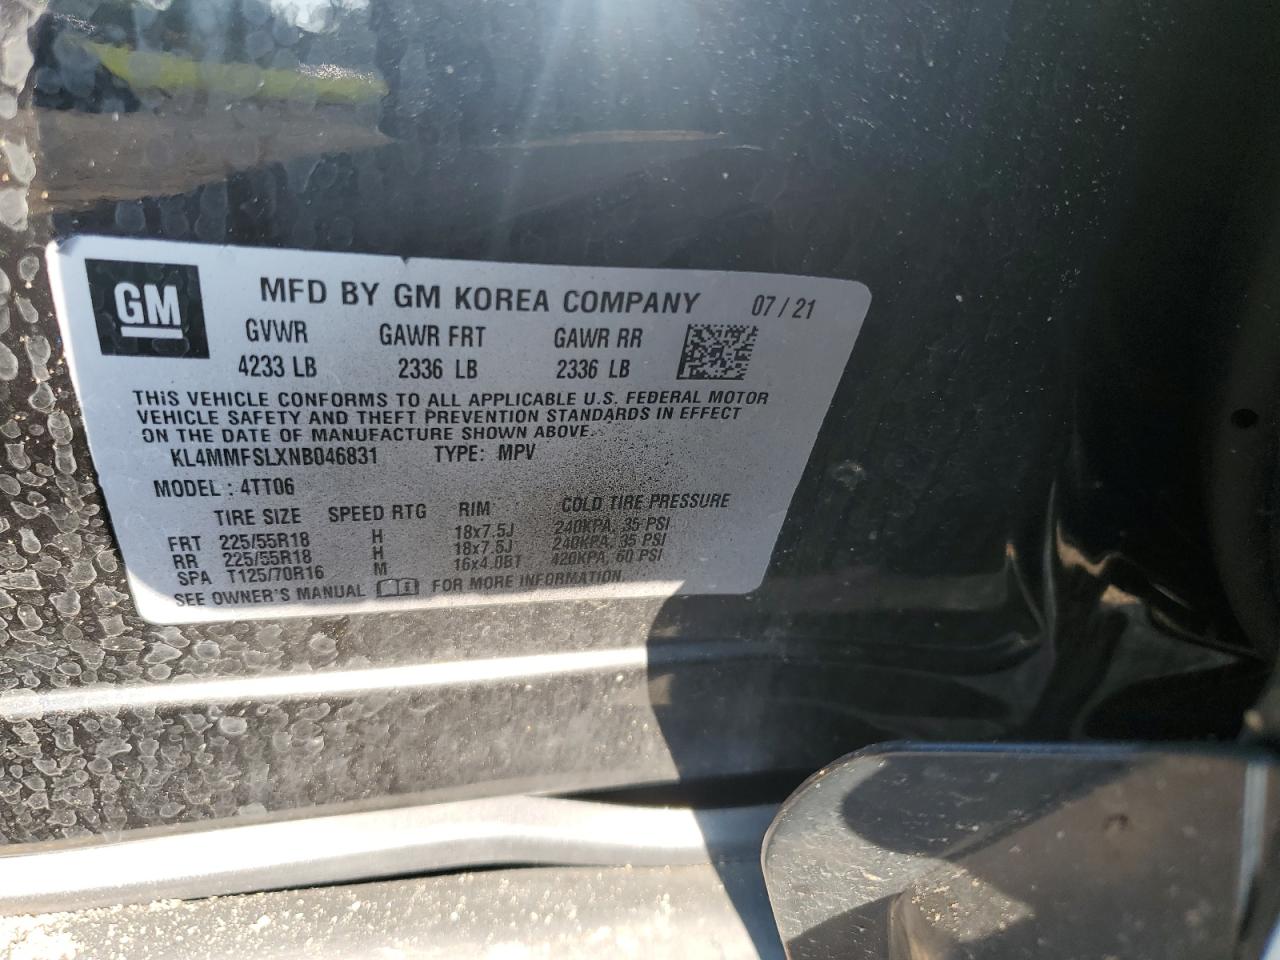 GM MFD BY GM KOREA COMPANY 07/21
GVWR GAWR FRT GAWR RR
4233 LB 2336 LB 2336 LB
THIS VEHICLE CONFORMS TO ALL APPLICABLE U.S. FEDERAL MOTOR
VEHICLE SAFETY AND THEFT PREVENTION STANDARDS IN EFFECT
ON THE DATE OF MANUFACTURE SHOWN ABOVE.
KL4MMFSLXNB046831 TYPE: MPV
MODEL: 4TT06
TIRE SIZE SPEED RTG RIM COLD TIRE PRESSURE
FRT 225/55R18 H 18x7.5J 240KPA, 35 PSI
RR 225/55R18 H 18x7.5J 240KPA, 35 PSI
SPA T125/70R16 M 16x4.0BT 420KPA, 60 PSI
SEE OWNER'S MANUAL FOR MORE INFORMATION.